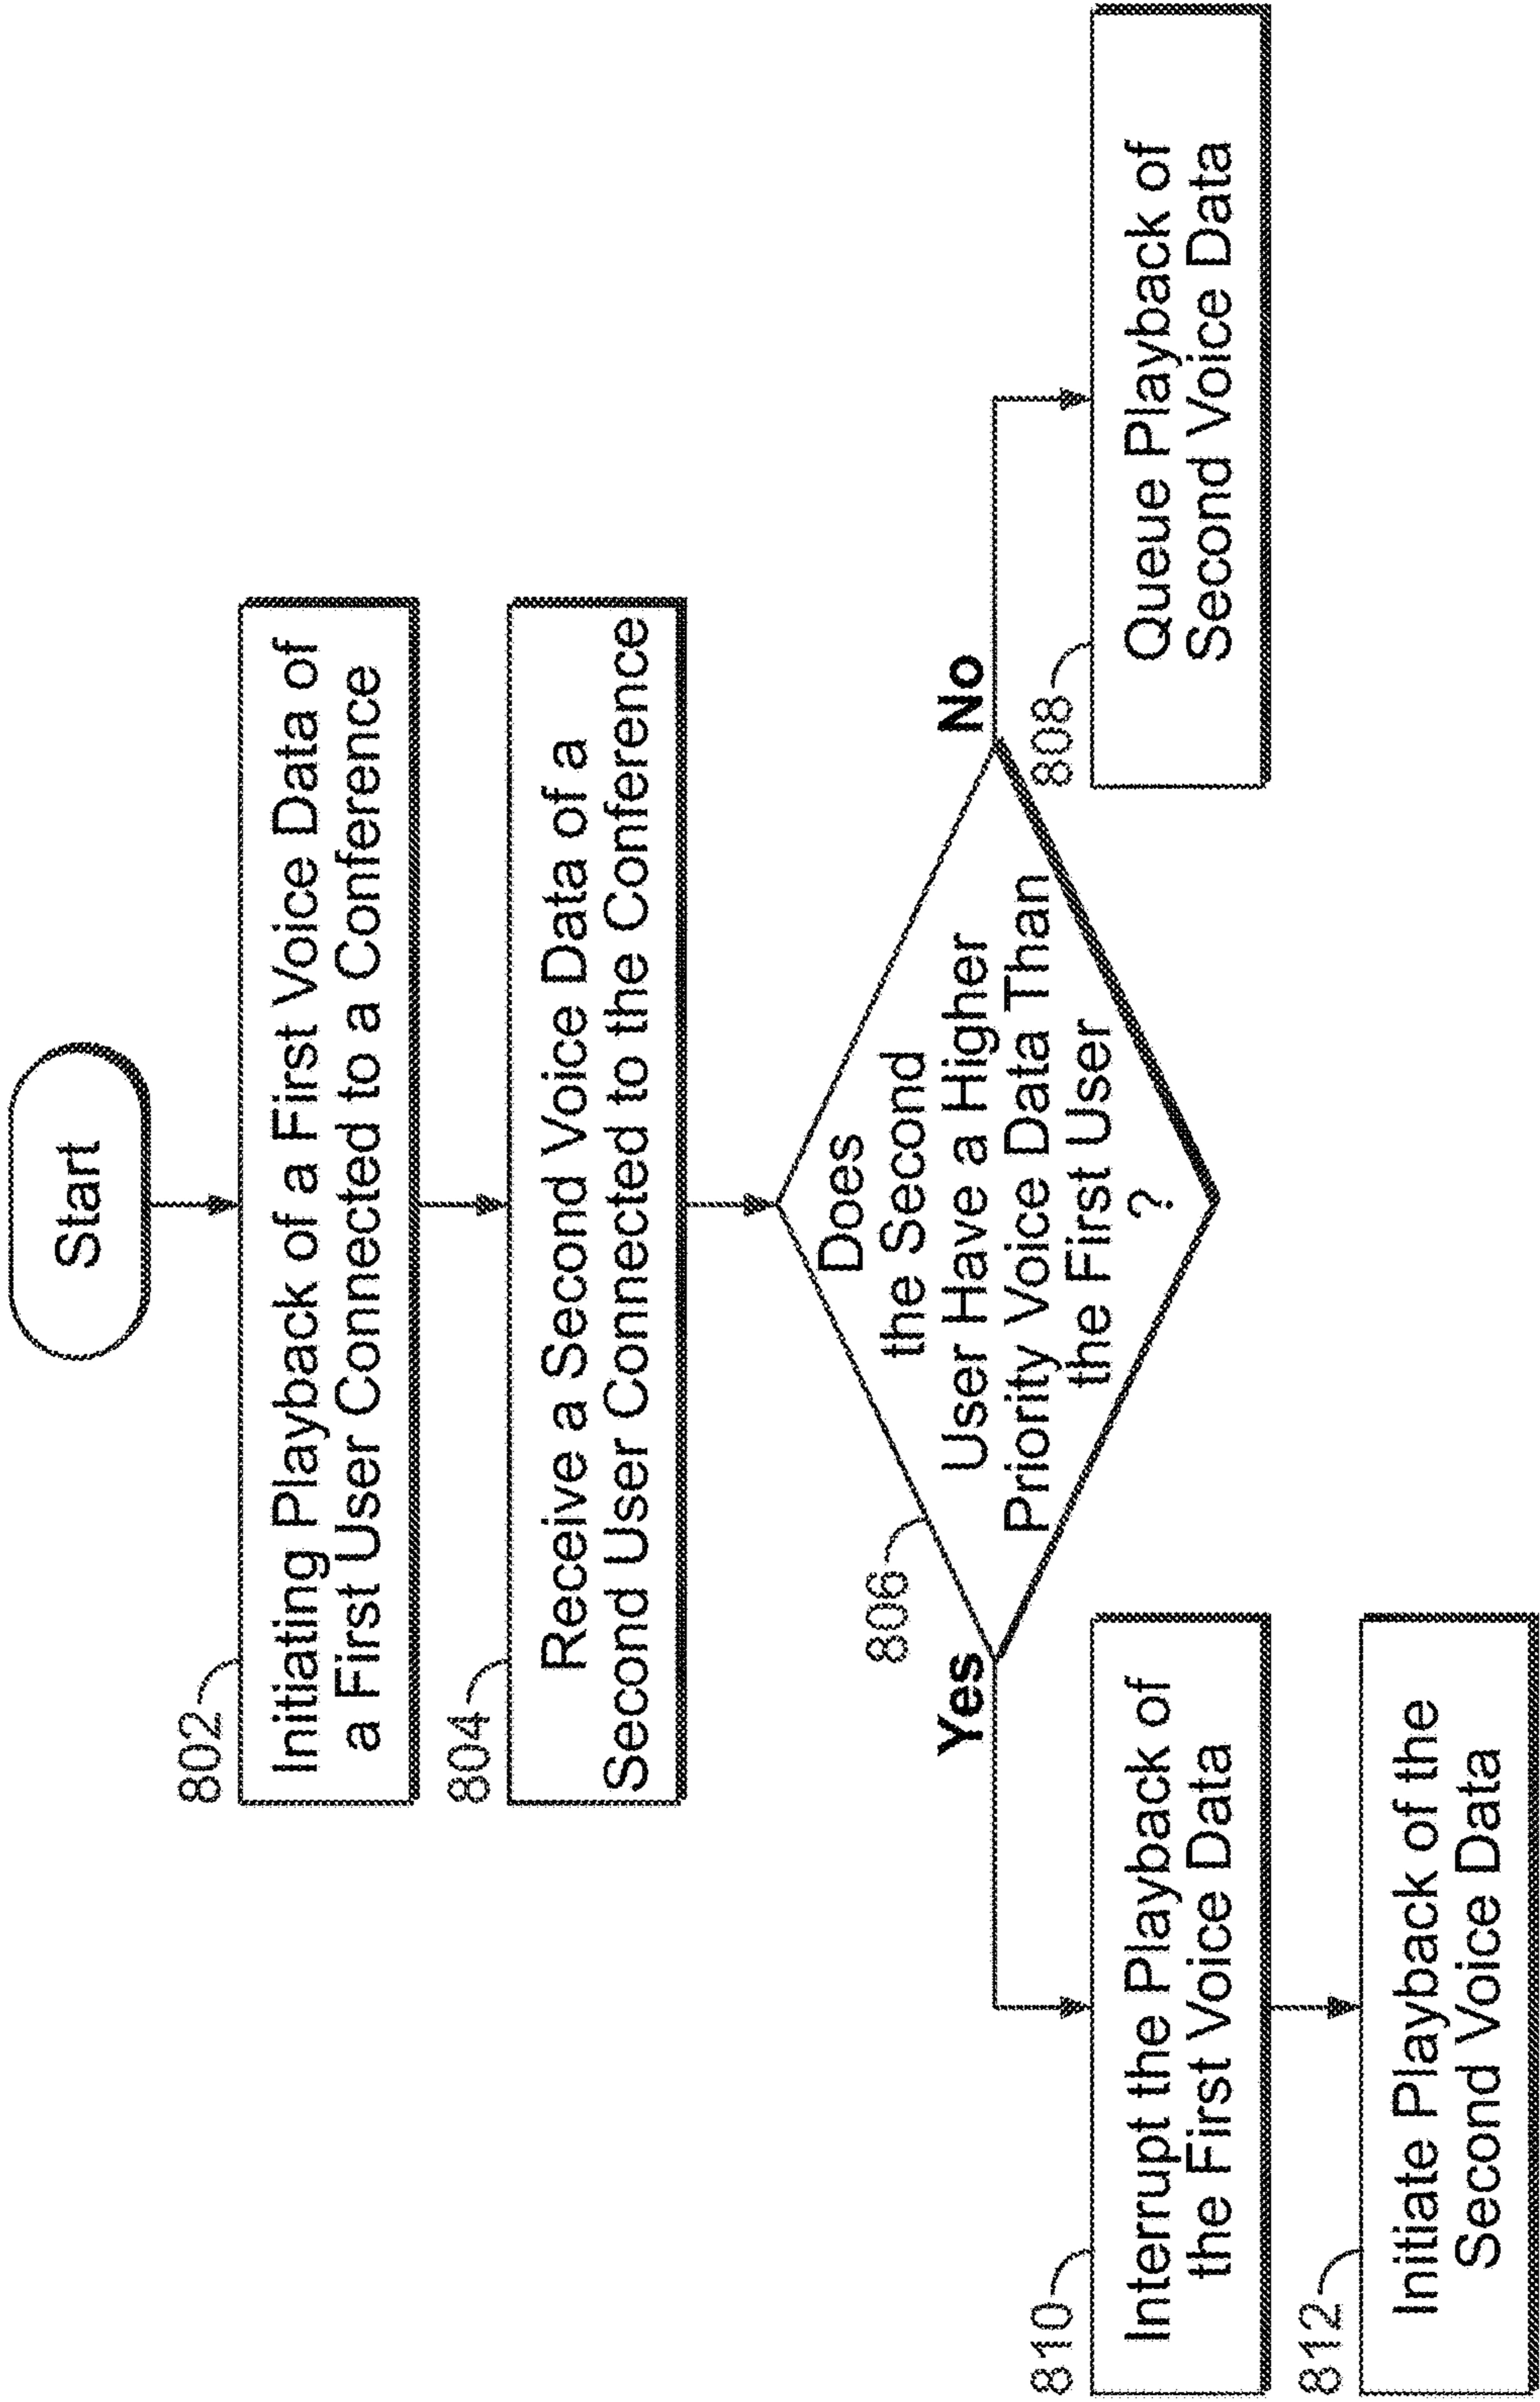 Start
802
Initiating Playback of a First Voice Data of
a First User Connected to a Conference
804
Receive a Second Voice Data of a
Second User Connected to the Conference
806
Does
the Second
User Have a Higher
Priority Voice Data Than
the First User
?
Yes
No
810
Interrupt the Playback of
the First Voice Data
808
Queue Playback of
Second Voice Data
812
Initiate Playback of the
Second Voice Data